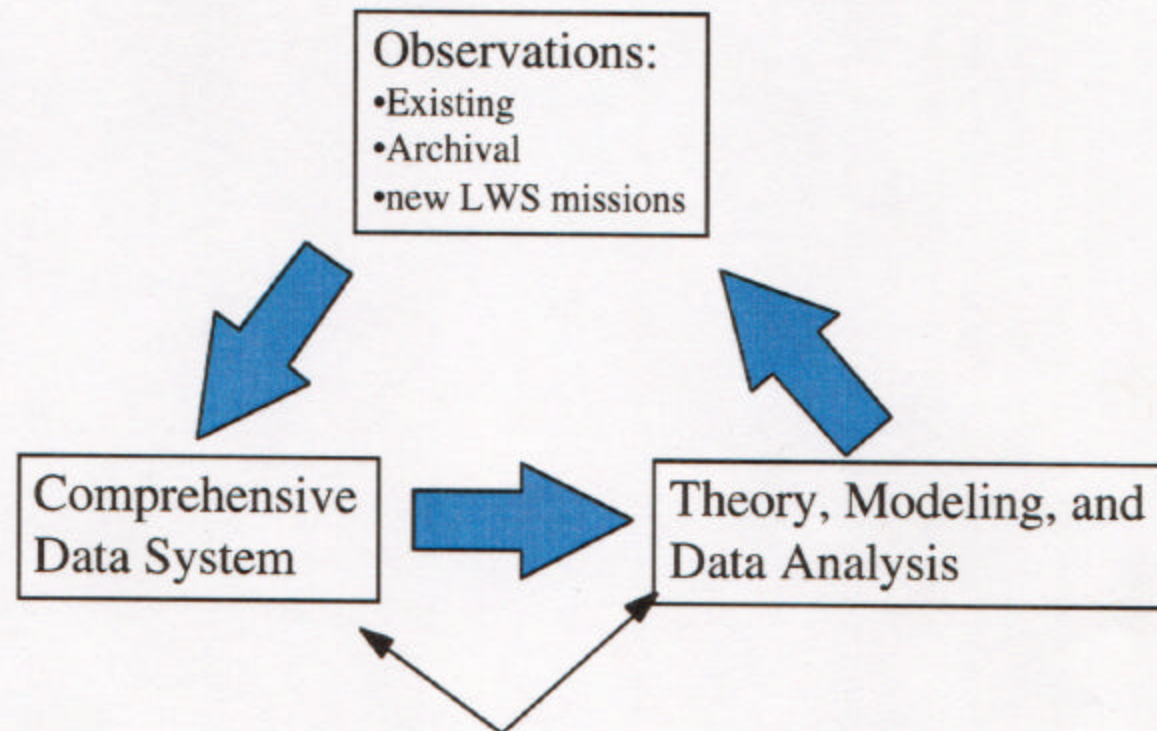 Observations:
•Existing
•Archival
•new LWS missions
Comprehensive
Data System
Theory, Modeling, and
Data Analysis